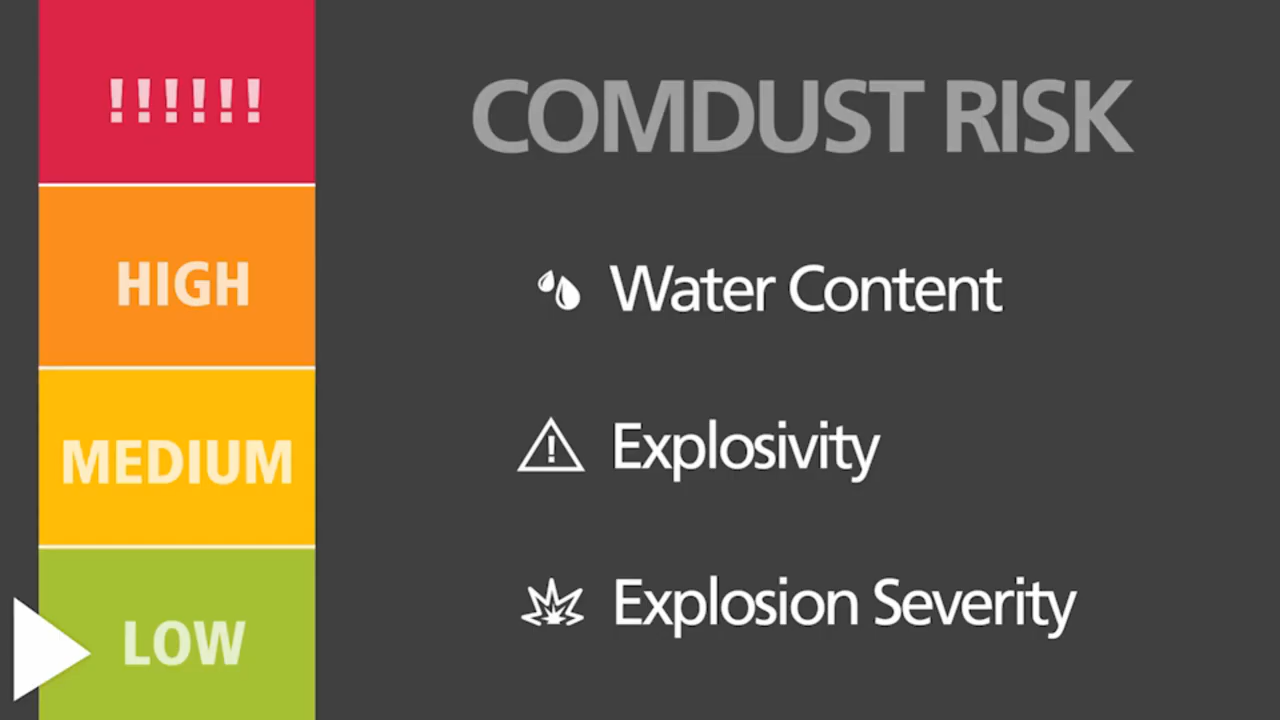 !!!!!!
HIGH
MEDIUM
LOW
COMDUST RISK
Water Content
Explosivity
Explosion Severity